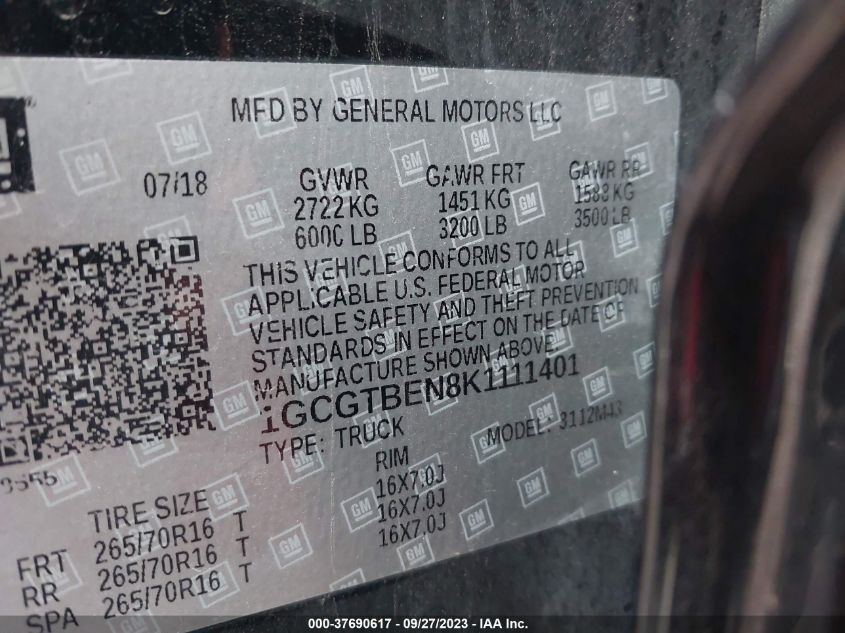 MFD BY GENERAL MOTORS LLC
07/18
GVWR GAWR FRT GAWR RR
2722 KG 1451 KG 1588 KG
6000 LB 3200 LB 3500 LB
THIS VEHICLE CONFORMS TO ALL
APPLICABLE U.S. FEDERAL MOTOR
VEHICLE SAFETY AND THEFT PREVENTION
STANDARDS IN EFFECT ON THE DATE OF
MANUFACTURE SHOWN ABOVE
1GCGTBEN8K1111401
TYPE: TRUCK MODEL: 3112M43
TIRE SIZE RIM
FRT 265/70R16 T 16X7.0J
RR 265/70R16 T 16X7.0J
SPA 265/70R16 T 16X7.0J
GM
000-37690617 / 09/27/2023 - IAA Inc.